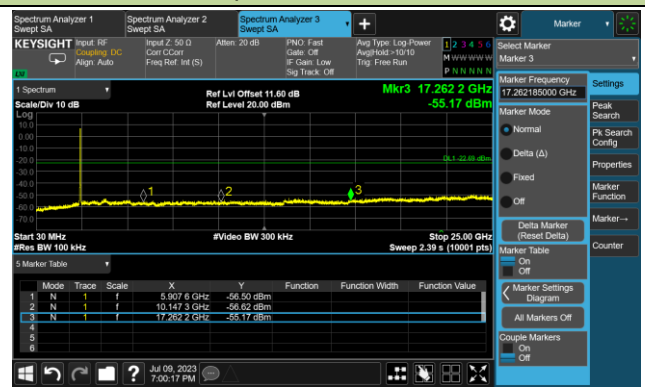 Spectrum Analyzer 1
Swept SA
Spectrum Analyzer 2
Swept SA
Spectrum Analyzer 3
Swept SA
Marker
KEYSIGHT
Input: RF
Coupling: DC
Align: Auto
Input Z: 50 Ω
Corr CCorr
Freq Ref: Int (S)
Atten: 20 dB
PNO: Fast
Gate: Off
IF Gain: Low
Sig Track: Off
Avg Type: Log-Power
Avg|Hold:>10/10
Trig: Free Run
1 2 3 4 5 6
M W W W W W
P N N N N N
LV
Select Marker
Marker 3
1 Spectrum
Scale/Div 10 dB
Ref Lvl Offset 11.60 dB
Ref Level 20.00 dBm
Mkr3 17.262 2 GHz
-55.17 dBm
Log
10.0
0.00
-10.0
-20.0
-30.0
-40.0
-50.0
-60.0
-70.0
DL1 -22.69 dBm
1
2
3
Start 30 MHz
#Res BW 100 kHz
#Video BW 300 kHz
Stop 25.00 GHz
Sweep 2.39 s (10001 pts)
5 Marker Table
Mode Trace Scale X Y Function Function Width Function Value
1 N 1 f 5.907 6 GHz -56.50 dBm
2 N 1 f 10.147 3 GHz -56.62 dBm
3 N 1 f 17.262 2 GHz -55.17 dBm
4
5
6
Marker Frequency
17.262185000 GHz
Marker Mode
Normal
Delta (Δ)
Fixed
Off
Delta Marker
(Reset Delta)
Marker Table
On
Off
Marker Settings
Diagram
All Markers Off
Couple Markers
On
Off
Settings
Peak
Search
Pk Search
Config
Properties
Marker
Function
Marker→
Counter
?
Jul 09, 2023
7:00:17 PM